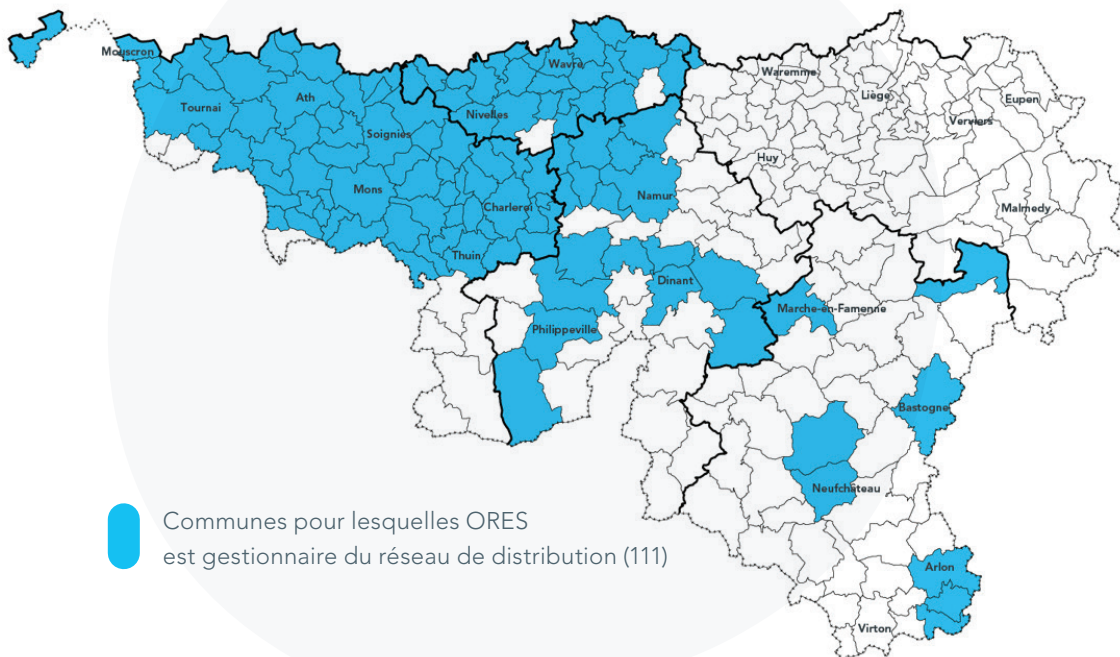 Mouscron
Wavre
Waremme
Liège
Eupen
Tournai
Ath
Nivelles
Verviers
Soignies
Huy
Mons
Namur
Charleroi
Malmedy
Thuin
Dinant
Marche-en-Famenne
Philippeville
Bastogne
Neufchâteau
Communes pour lesquelles ORES
est gestionnaire du réseau de distribution (111)
Arlon
Virton